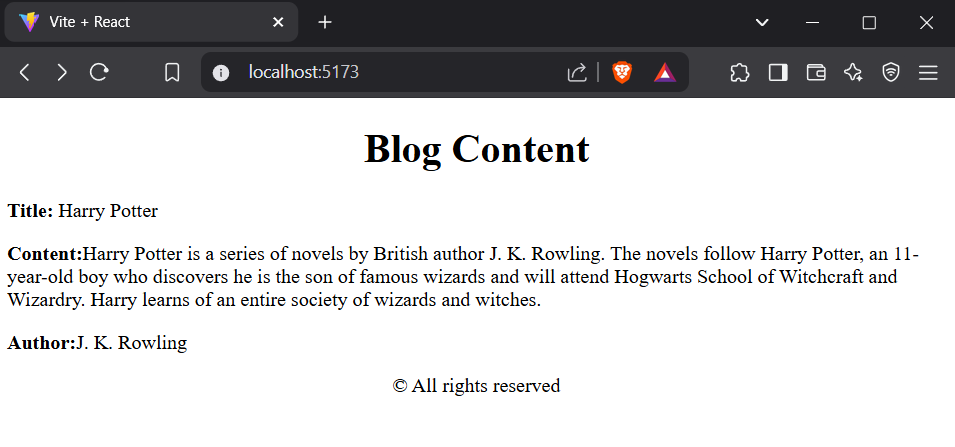 Vite + React
localhost:5173
Blog Content
Title: Harry Potter
Content:Harry Potter is a series of novels by British author J. K. Rowling. The novels follow Harry Potter, an 11-
year-old boy who discovers he is the son of famous wizards and will attend Hogwarts School of Witchcraft and
Wizardry. Harry learns of an entire society of wizards and witches.
Author:J. K. Rowling
© All rights reserved